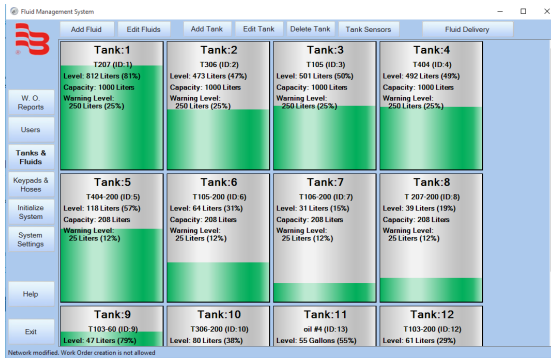 Fluid Management System
Add Fluid Edit Fluids Add Tank Edit Tank Delete Tank Tank Sensors Fluid Delivery
W. O. Reports
Users
Tanks & Fluids
Keypads & Hoses
Initialize System
System Settings
Help
Exit
Tank:1
T207 (ID:1)
Level: 812 Liters (81%)
Capacity: 1000 Liters
Warning Level:
250 Liters (25%)
Tank:2
T306 (ID:2)
Level: 473 Liters (47%)
Capacity: 1000 Liters
Warning Level:
250 Liters (25%)
Tank:3
T105 (ID:3)
Level: 501 Liters (50%)
Capacity: 1000 Liters
Warning Level:
250 Liters (25%)
Tank:4
T404 (ID:4)
Level: 492 Liters (49%)
Capacity: 1000 Liters
Warning Level:
250 Liters (25%)
Tank:5
T404-200 (ID:5)
Level: 118 Liters (57%)
Capacity: 208 Liters
Warning Level:
25 Liters (12%)
Tank:6
T105-200 (ID:6)
Level: 64 Liters (31%)
Capacity: 208 Liters
Warning Level:
25 Liters (12%)
Tank:7
T106-200 (ID:7)
Level: 31 Liters (15%)
Capacity: 208 Liters
Warning Level:
25 Liters (12%)
Tank:8
T 207-200 (ID:8)
Level: 39 Liters (19%)
Capacity: 208 Liters
Warning Level:
25 Liters (12%)
Tank:9
T103-60 (ID:9)
Level: 47 Liters (79%)
Tank:10
T306-200 (ID:10)
Level: 80 Liters (38%)
Tank:11
oil #4 (ID:13)
Level: 55 Gallons (55%)
Tank:12
T103-200 (ID:12)
Level: 61 Liters (29%)
Network modified. Work Order creation is not allowed